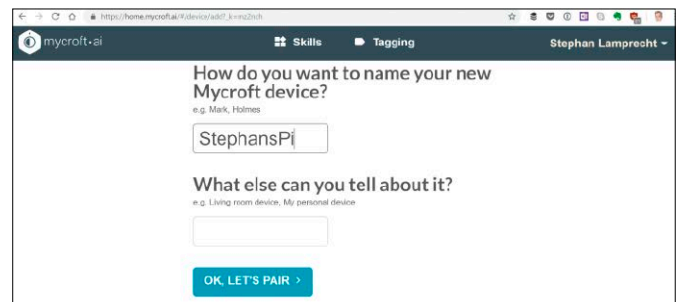 https://home.mycroft.ai/#/device/add?_k=mz2nch
mycroft·ai
Skills
Tagging
Stephan Lamprecht
How do you want to name your new
Mycroft device?
e.g. Mark, Holmes
StephansPi
What else can you tell about it?
e.g. Living room device, My personal device
OK, LET'S PAIR >